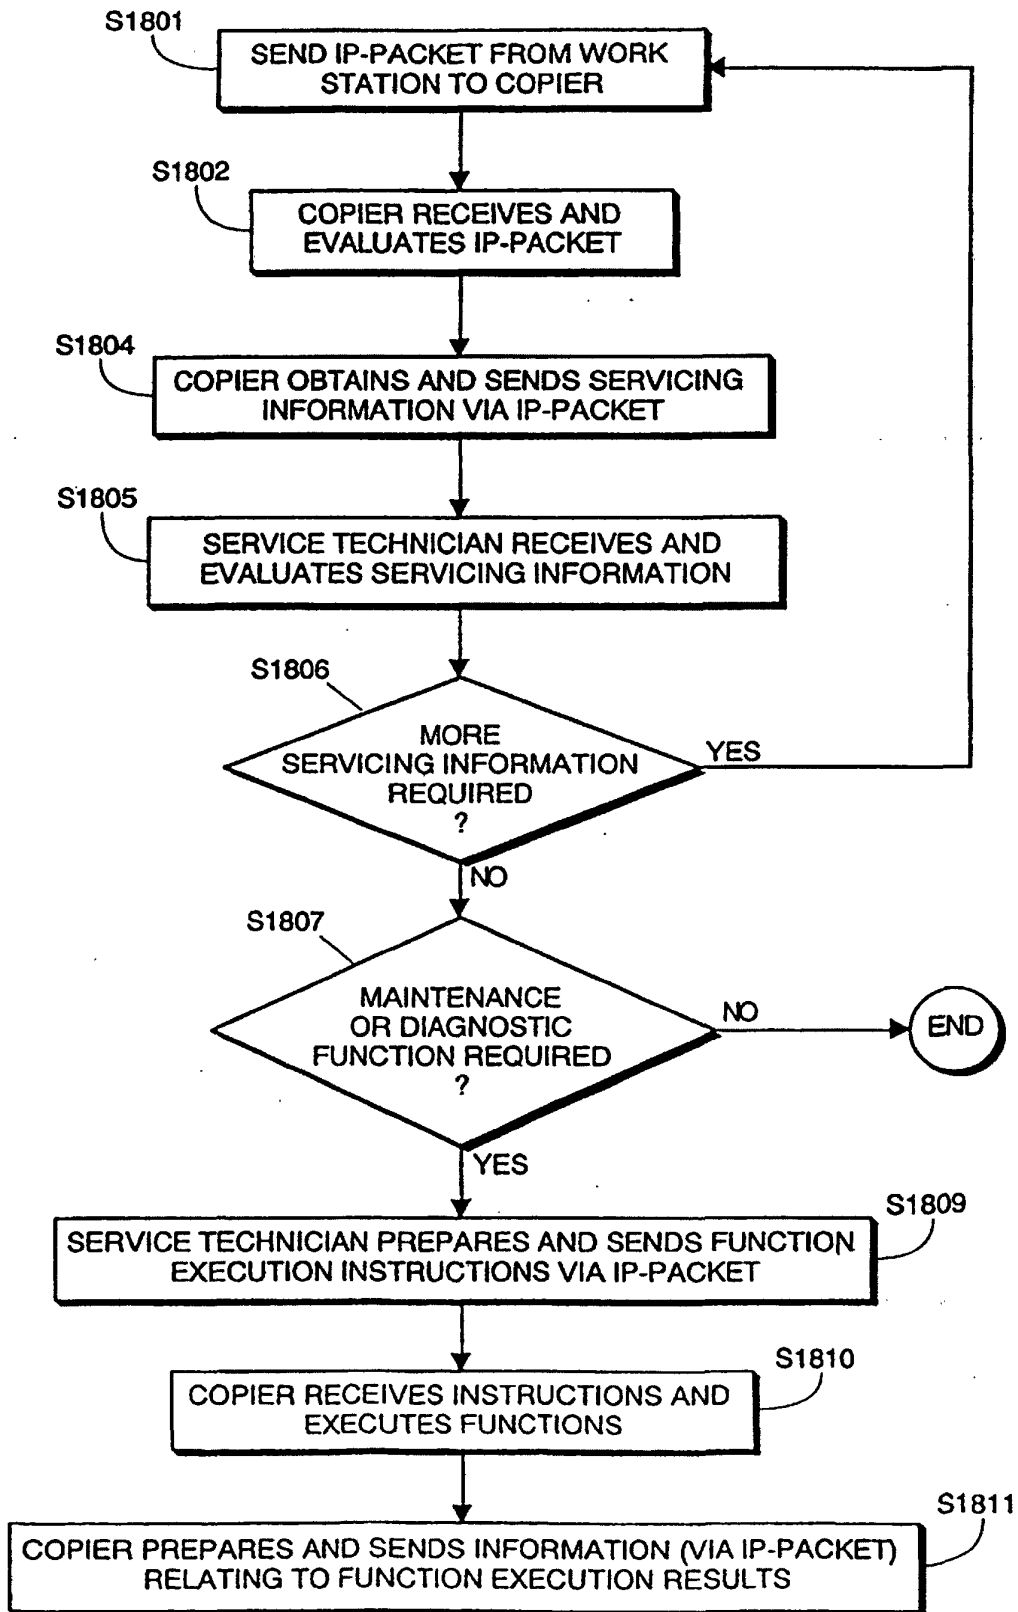 S1801
SEND IP-PACKET FROM WORK
STATION TO COPIER
S1802
COPIER RECEIVES AND
EVALUATES IP-PACKET
S1804
COPIER OBTAINS AND SENDS SERVICING
INFORMATION VIA IP-PACKET
S1805
SERVICE TECHNICIAN RECEIVES AND
EVALUATES SERVICING INFORMATION
S1806
MORE
SERVICING INFORMATION
REQUIRED
?
YES
NO
S1807
MAINTENANCE
OR DIAGNOSTIC
FUNCTION REQUIRED
?
NO
END
YES
S1809
SERVICE TECHNICIAN PREPARES AND SENDS FUNCTION
EXECUTION INSTRUCTIONS VIA IP-PACKET
S1810
COPIER RECEIVES INSTRUCTIONS AND
EXECUTES FUNCTIONS
S1811
COPIER PREPARES AND SENDS INFORMATION (VIA IP-PACKET)
RELATING TO FUNCTION EXECUTION RESULTS